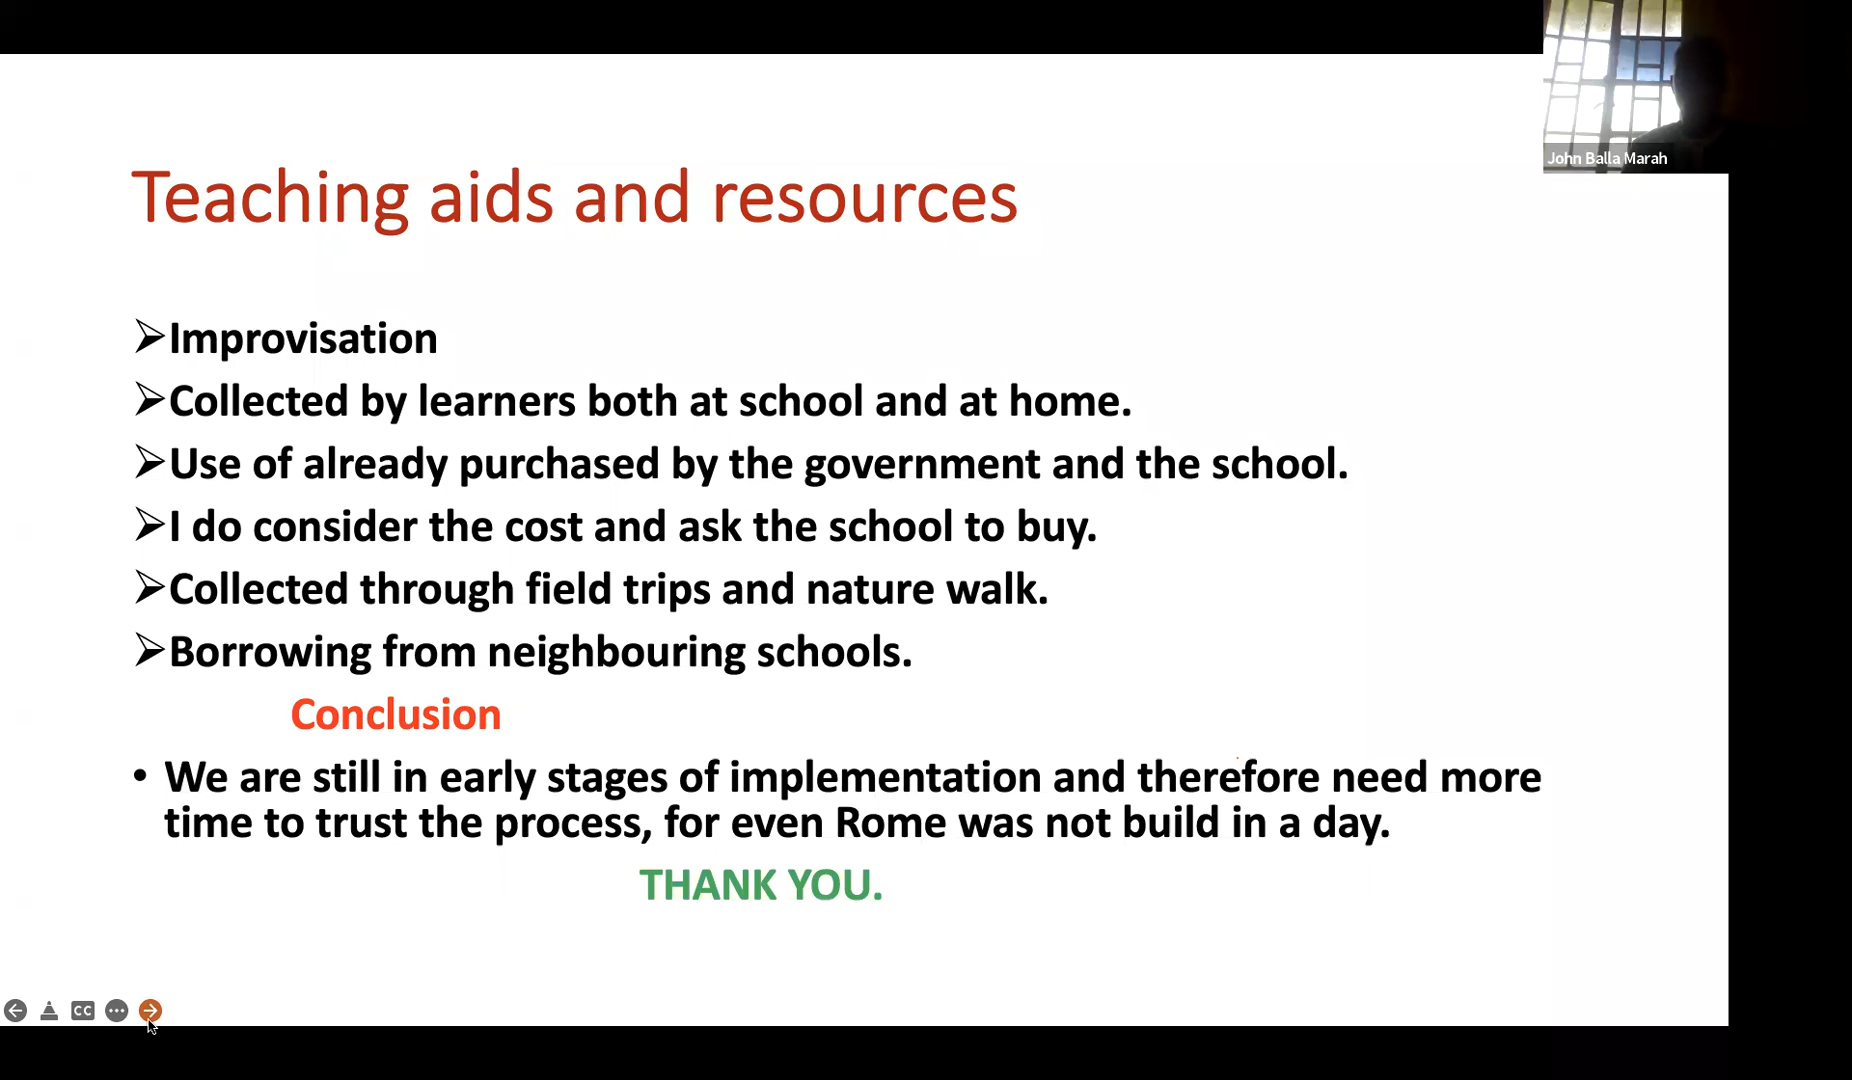 John Balla Marah
Teaching aids and resources
➢Improvisation
➢Collected by learners both at school and at home.
➢Use of already purchased by the government and the school.
➢I do consider the cost and ask the school to buy.
➢Collected through field trips and nature walk.
➢Borrowing from neighbouring schools.
Conclusion
• We are still in early stages of implementation and therefore need more
time to trust the process, for even Rome was not build in a day.
THANK YOU.
CC